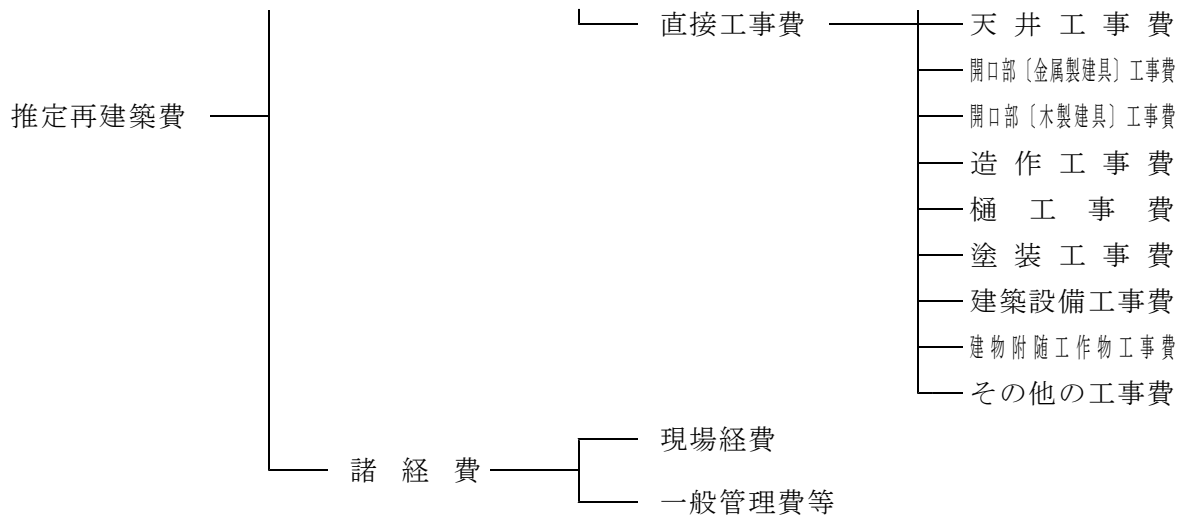 直接工事費
天井工事費
開口部〔金属製建具〕工事費
推定再建築費
開口部〔木製建具〕工事費
造作工事費
樋工事費
塗装工事費
建築設備工事費
建物附随工作物工事費
その他の工事費
現場経費
諸経費
一般管理費等